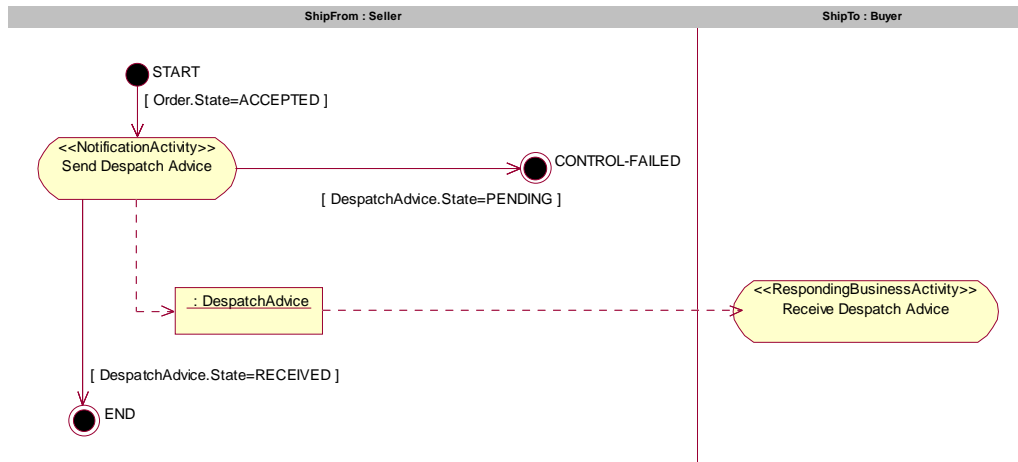 ShipFrom : Seller
ShipTo : Buyer
START
[ Order.State=ACCEPTED ]
<<NotificationActivity>>
Send Despatch Advice
CONTROL-FAILED
[ DespatchAdvice.State=PENDING ]
: DespatchAdvice
<<RespondingBusinessActivity>>
Receive Despatch Advice
[ DespatchAdvice.State=RECEIVED ]
END